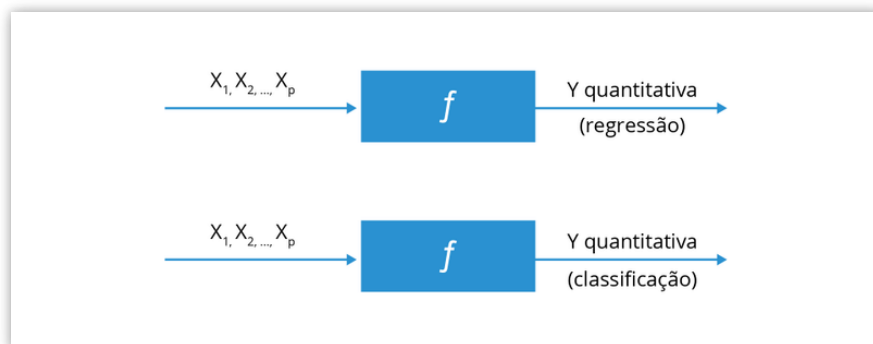 X1, X2, ..., Xp
f
Y quantitativa
(regressão)
X1, X2, ..., Xp
f
Y quantitativa
(classificação)